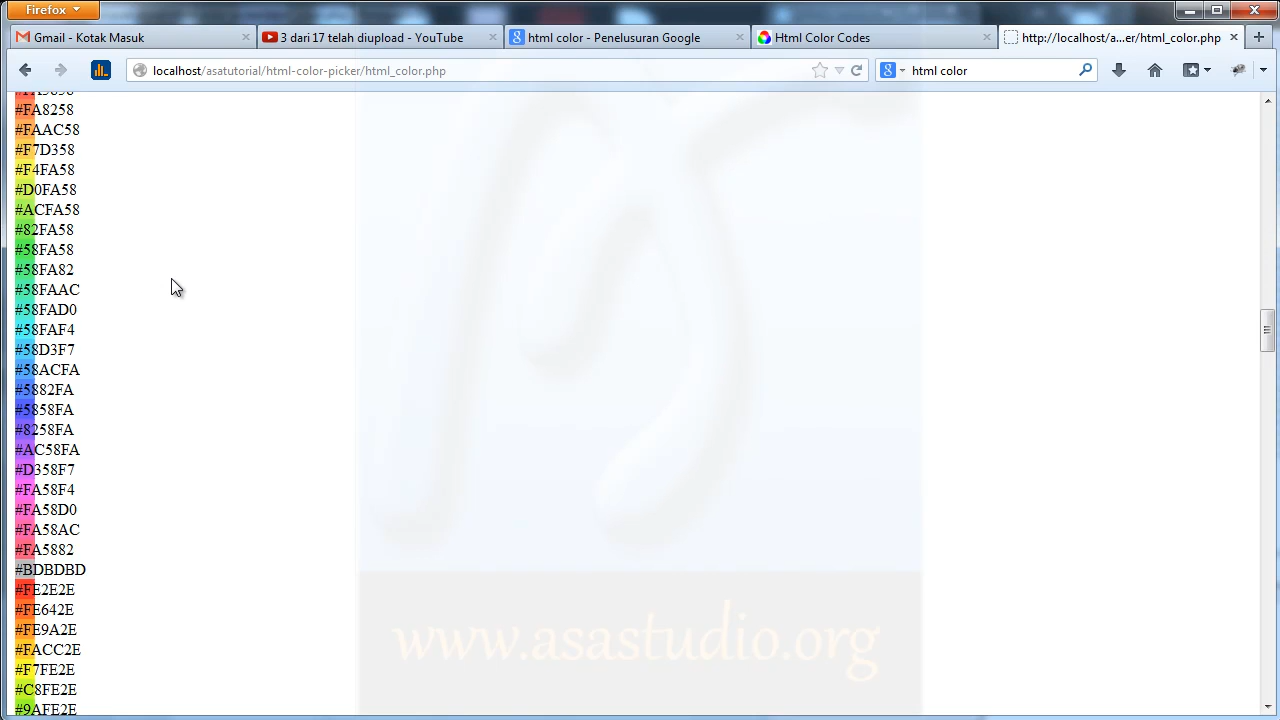 Firefox
Gmail - Kotak Masuk
3 dari 17 telah diupload - YouTube
html color - Penelusuran Google
Html Color Codes
http://localhost/a...er/html_color.php
localhost/asatutorial/html-color-picker/html_color.php
html color
#FA8258
#FAAC58
#F7D358
#F4FA58
#D0FA58
#ACFA58
#82FA58
#58FA58
#58FA82
#58FAAC
#58FAD0
#58FAF4
#58D3F7
#58ACFA
#5882FA
#5858FA
#8258FA
#AC58FA
#D358F7
#FA58F4
#FA58D0
#FA58AC
#FA5882
#BDBDBD
#FE2E2E
#FE642E
#FE9A2E
#FACC2E
#F7FE2E
#C8FE2E
#9AFE2E
www.asastudio.org